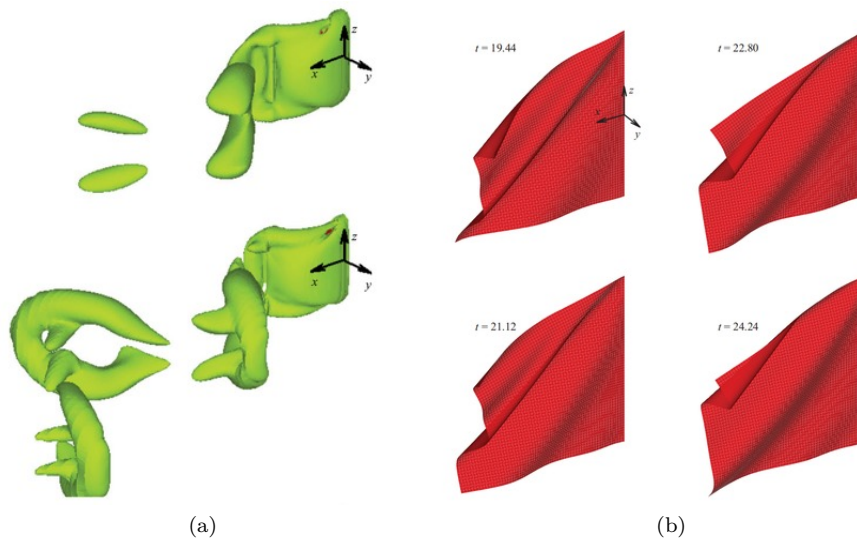 z
x
y
z
x
y
(a)
t = 19.44
t = 22.80
z
x
y
t = 21.12
t = 24.24
(b)